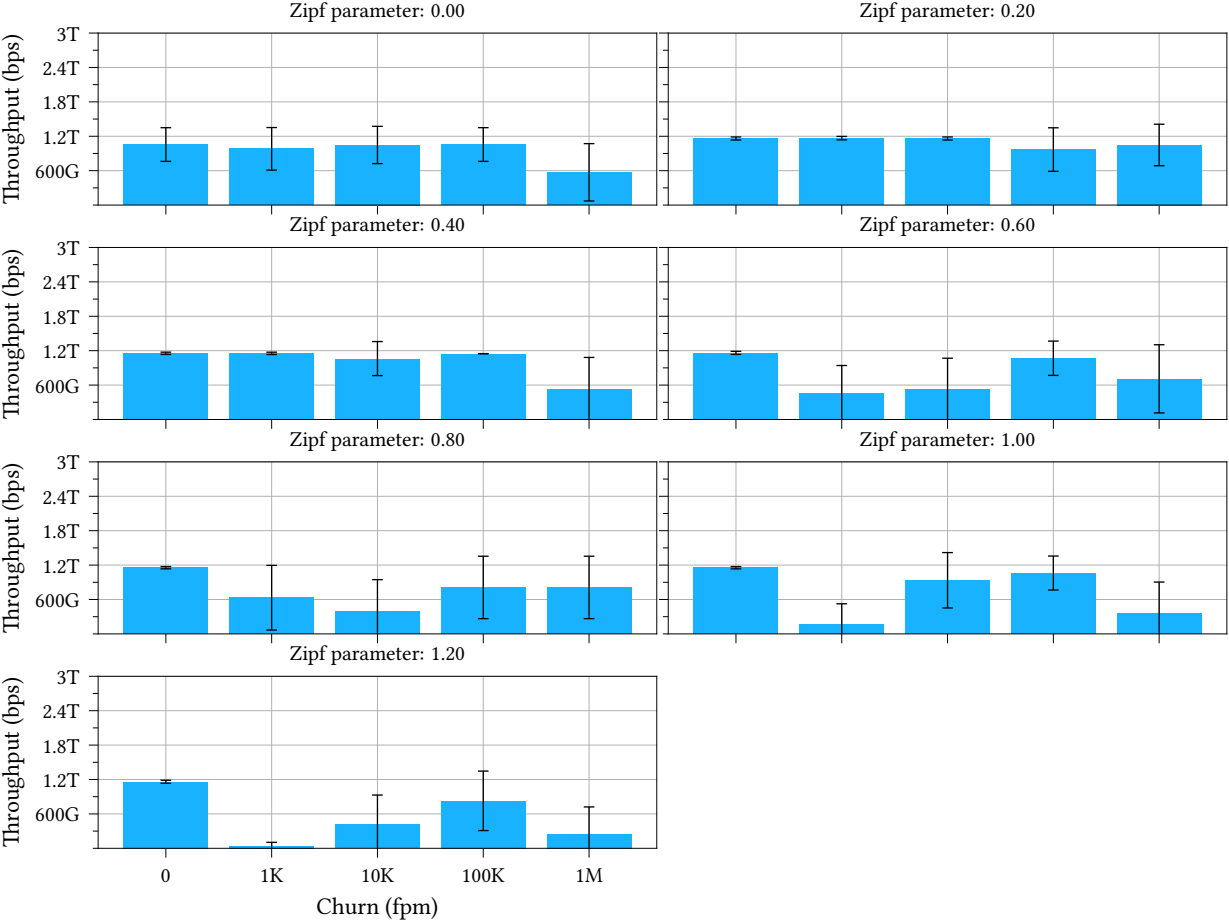 Zipf parameter: 0.00
Zipf parameter: 0.20
Throughput (bps)
3T
2.4T
1.8T
1.2T
600G
Zipf parameter: 0.40
Zipf parameter: 0.60
Throughput (bps)
3T
2.4T
1.8T
1.2T
600G
Zipf parameter: 0.80
Zipf parameter: 1.00
Throughput (bps)
3T
2.4T
1.8T
1.2T
600G
Zipf parameter: 1.20
Throughput (bps)
3T
2.4T
1.8T
1.2T
600G
0 1K 10K 100K 1M
Churn (fpm)